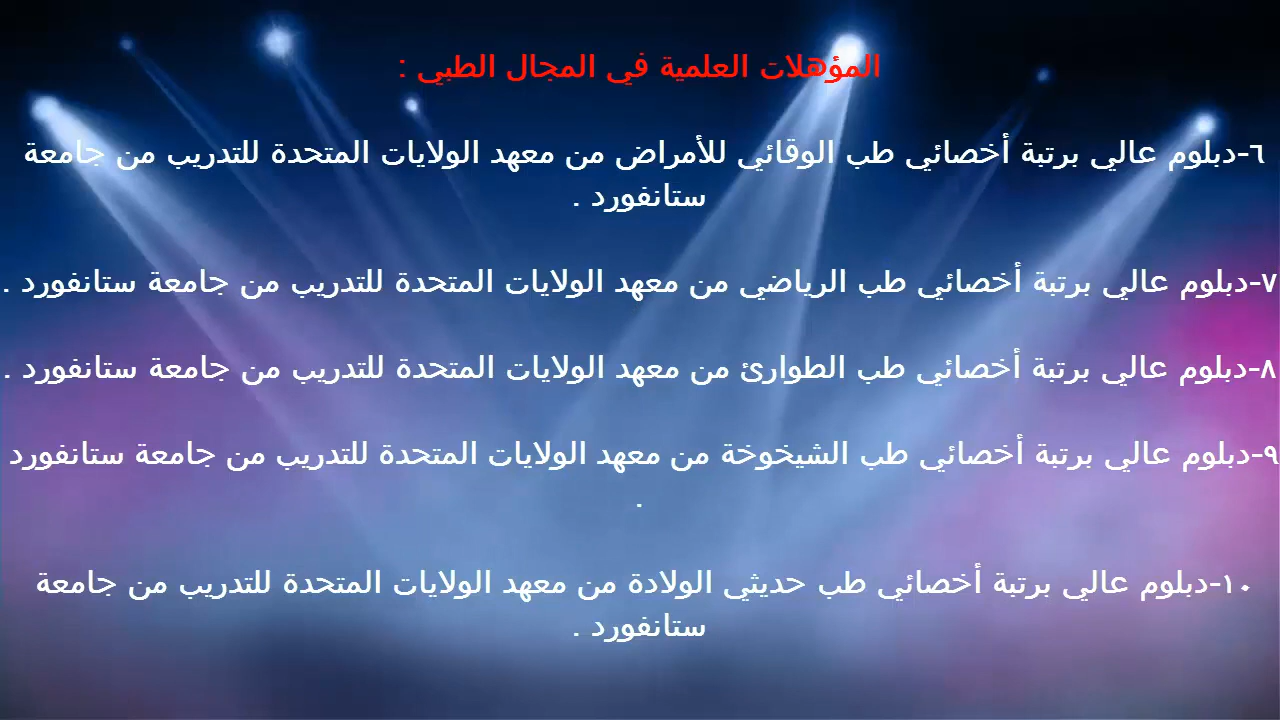 المؤهلات العلمية في المجال الطبي :
٦-دبلوم عالي برتبة أخصائي طب الوقائي للأمراض من معهد الولايات المتحدة للتدريب من جامعة
ستانفورد .
٧-دبلوم عالي برتبة أخصائي طب الرياضي من معهد الولايات المتحدة للتدريب من جامعة ستانفورد .
٨-دبلوم عالي برتبة أخصائي طب الطوارئ من معهد الولايات المتحدة للتدريب من جامعة ستانفورد .
٩-دبلوم عالي برتبة أخصائي طب الشيخوخة من معهد الولايات المتحدة للتدريب من جامعة ستانفورد
.
١٠-دبلوم عالي برتبة أخصائي طب حديثي الولادة من معهد الولايات المتحدة للتدريب من جامعة
ستانفورد .